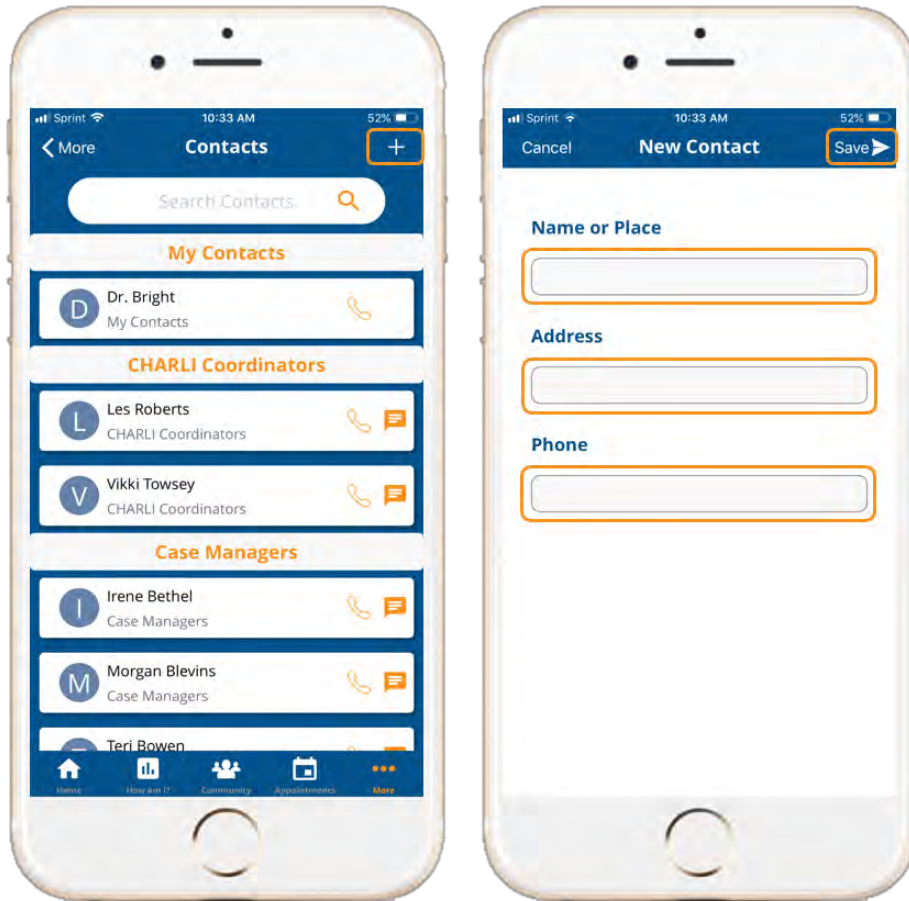 Sprint 10:33 AM 52%
More Contacts +
Search Contacts
My Contacts
D Dr. Bright
My Contacts
CHARLI Coordinators
L Les Roberts
CHARLI Coordinators
V Vikki Towsey
CHARLI Coordinators
Case Managers
I Irene Bethel
Case Managers
M Morgan Blevins
Case Managers
Teri Bowen
Home How am I? Community Appointments More
Sprint 10:33 AM 52%
Cancel New Contact Save
Name or Place
Address
Phone